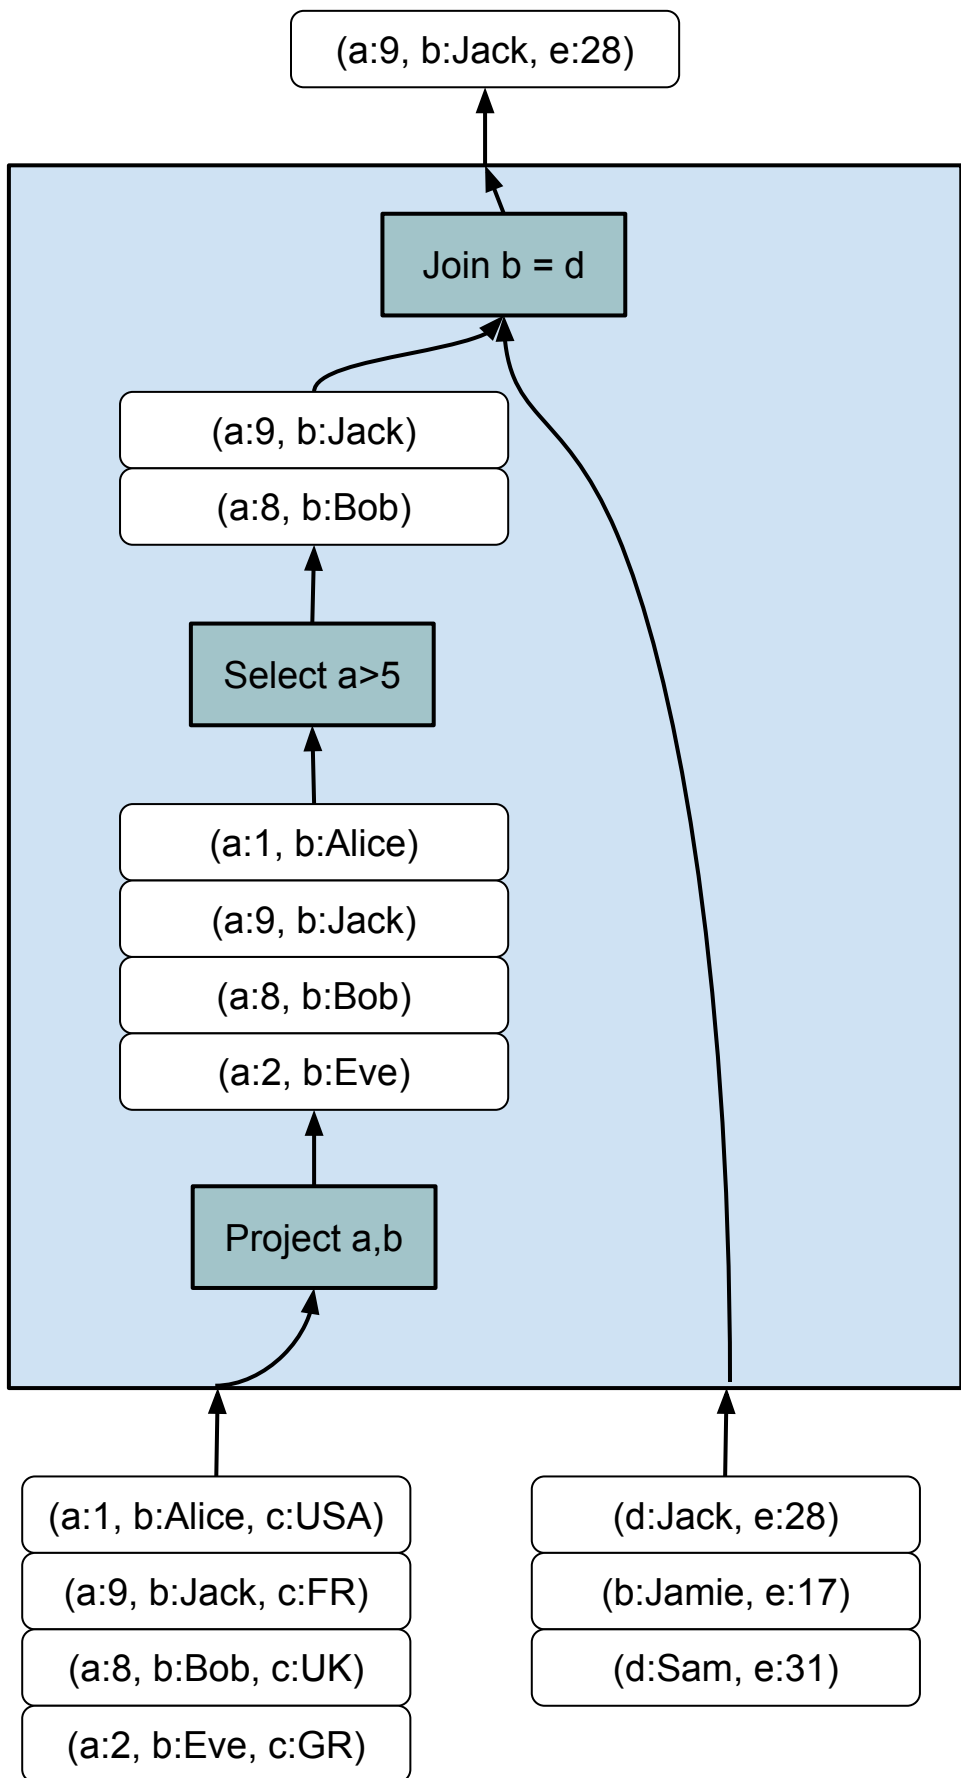 (a:9, b:Jack, e:28)
Join b = d
(a:9, b:Jack)
(a:8, b:Bob)
Select a>5
(a:1, b:Alice)
(a:9, b:Jack)
(a:8, b:Bob)
(a:2, b:Eve)
Project a,b
(a:1, b:Alice, c:USA)
(a:9, b:Jack, c:FR)
(a:8, b:Bob, c:UK)
(a:2, b:Eve, c:GR)
(d:Jack, e:28)
(b:Jamie, e:17)
(d:Sam, e:31)